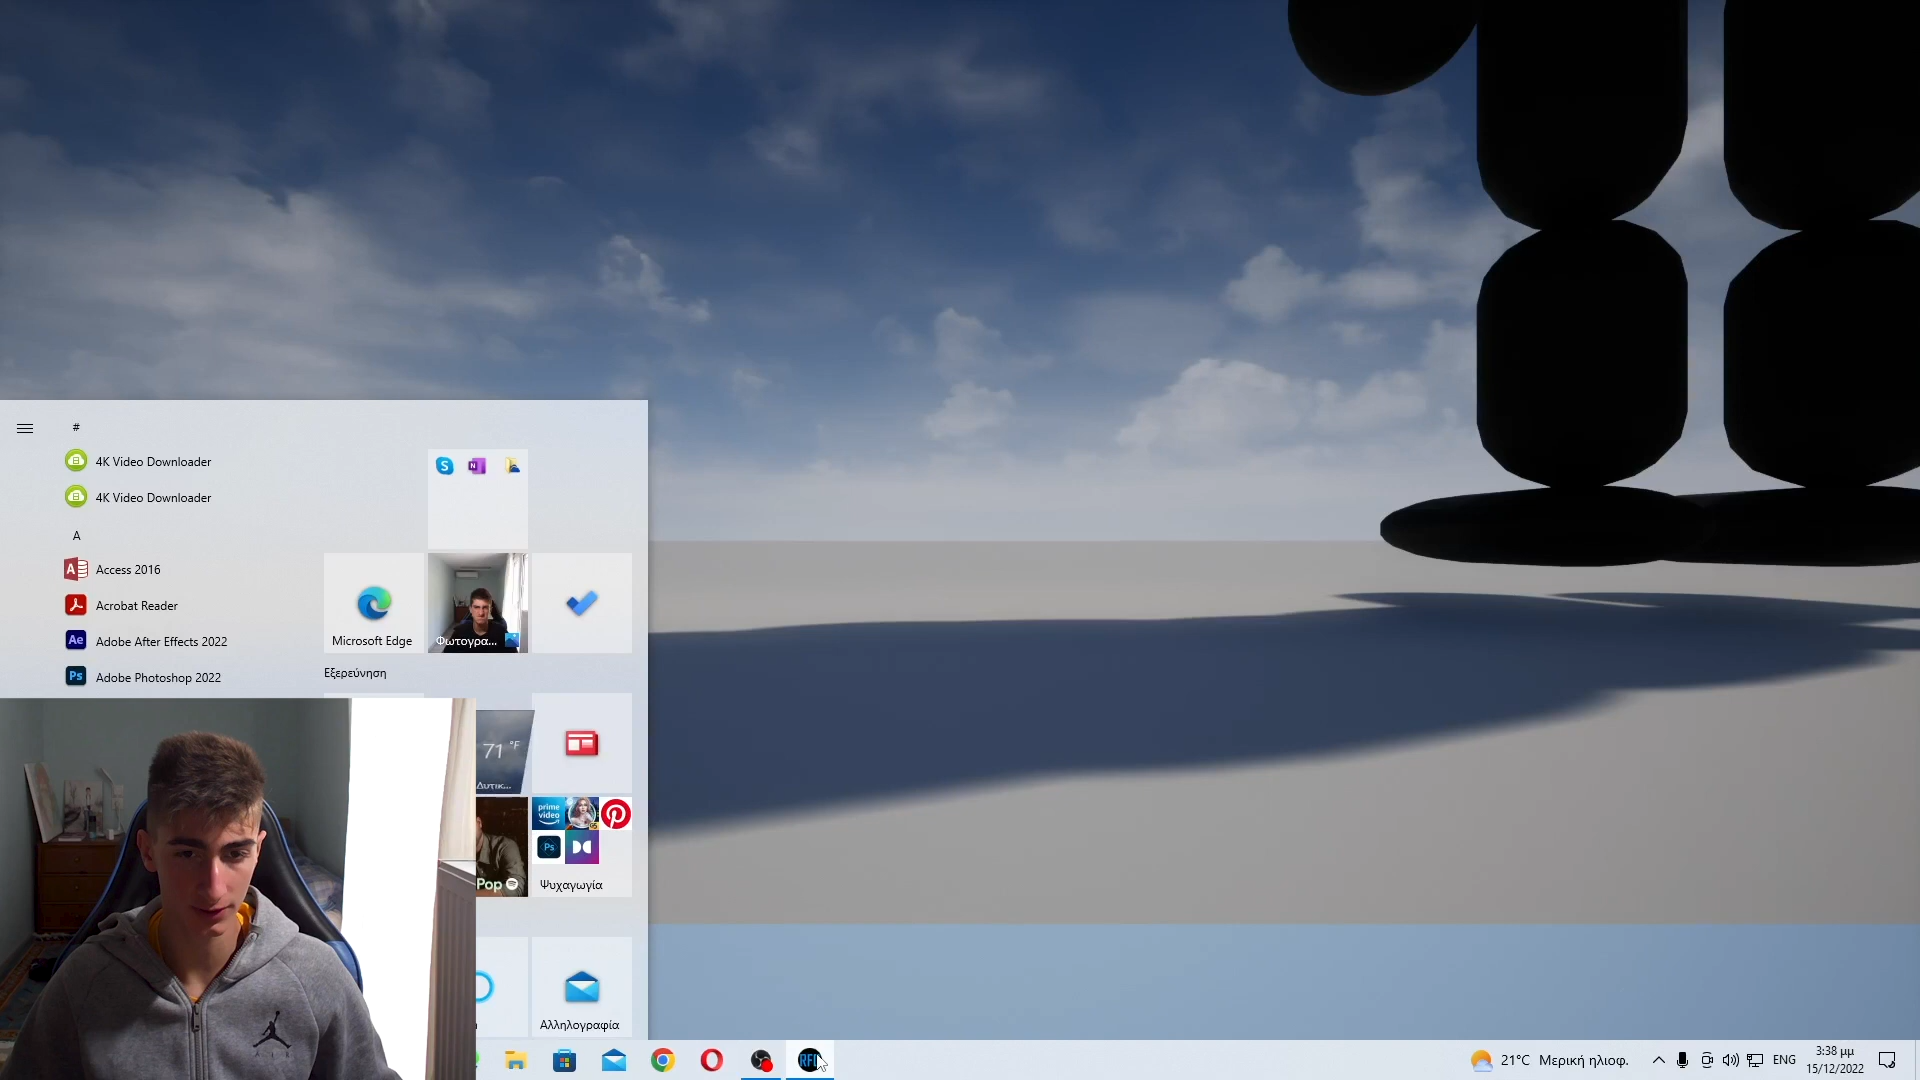 #
4K Video Downloader
4K Video Downloader
A
Access 2016
Acrobat Reader
Adobe After Effects 2022
Adobe Photoshop 2022
Microsoft Edge
Φωτογρα...
Εξερεύνηση
71 °F
Δυτικ...
prime video
Ps
Pop
Ψυχαγωγία
Αλληλογραφία
21°C Μερική ηλιοφ.
ENG
3:38 μμ
15/12/2022